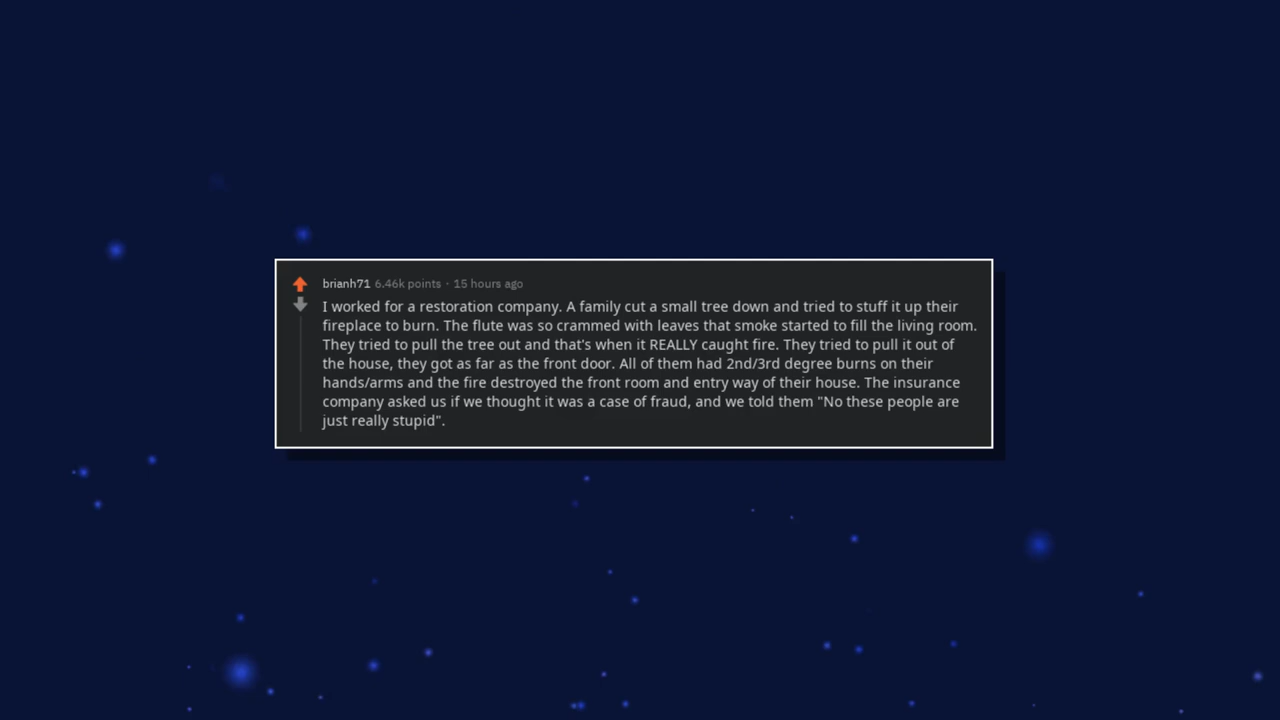 brianh71 6.46k points · 15 hours ago
I worked for a restoration company. A family cut a small tree down and tried to stuff it up their
fireplace to burn. The flute was so crammed with leaves that smoke started to fill the living room.
They tried to pull the tree out and that's when it REALLY caught fire. They tried to pull it out of
the house, they got as far as the front door. All of them had 2nd/3rd degree burns on their
hands/arms and the fire destroyed the front room and entry way of their house. The insurance
company asked us if we thought it was a case of fraud, and we told them "No these people are
just really stupid".